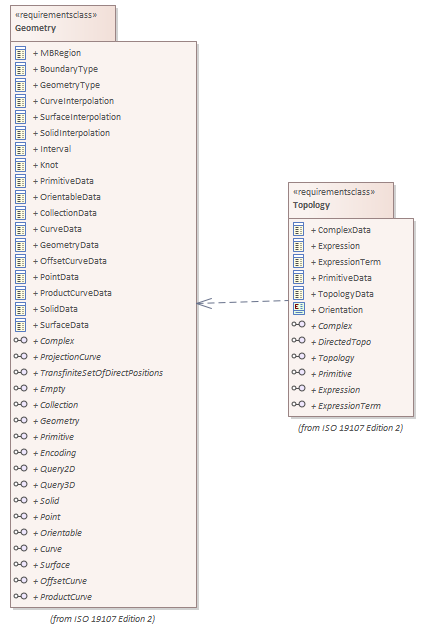 «requirementsclass»
Geometry
+ MBRegion
+ BoundaryType
+ GeometryType
+ CurveInterpolation
+ SurfaceInterpolation
+ SolidInterpolation
+ Interval
+ Knot
+ PrimitiveData
+ OrientableData
+ CollectionData
+ CurveData
+ GeometryData
+ OffsetCurveData
+ PointData
+ ProductCurveData
+ SolidData
+ SurfaceData
+ Complex
+ ProjectionCurve
+ TransfiniteSetOfDirectPositions
+ Empty
+ Collection
+ Geometry
+ Primitive
+ Encoding
+ Query2D
+ Query3D
+ Solid
+ Point
+ Orientable
+ Curve
+ Surface
+ OffsetCurve
+ ProductCurve
(from ISO 19107 Edition 2)
«requirementsclass»
Topology
+ ComplexData
+ Expression
+ ExpressionTerm
+ PrimitiveData
+ TopologyData
E
+ Orientation
+ Complex
+ DirectedTopo
+ Topology
+ Primitive
+ Expression
+ ExpressionTerm
(from ISO 19107 Edition 2)